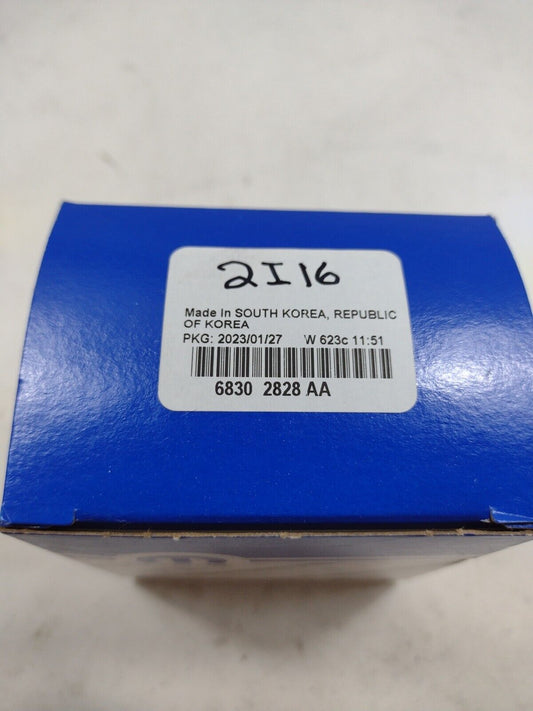 2I16
Made In SOUTH KOREA, REPUBLIC
OF KOREA
PKG: 2023/01/27 W 623c 11:51
6830 2828 AA